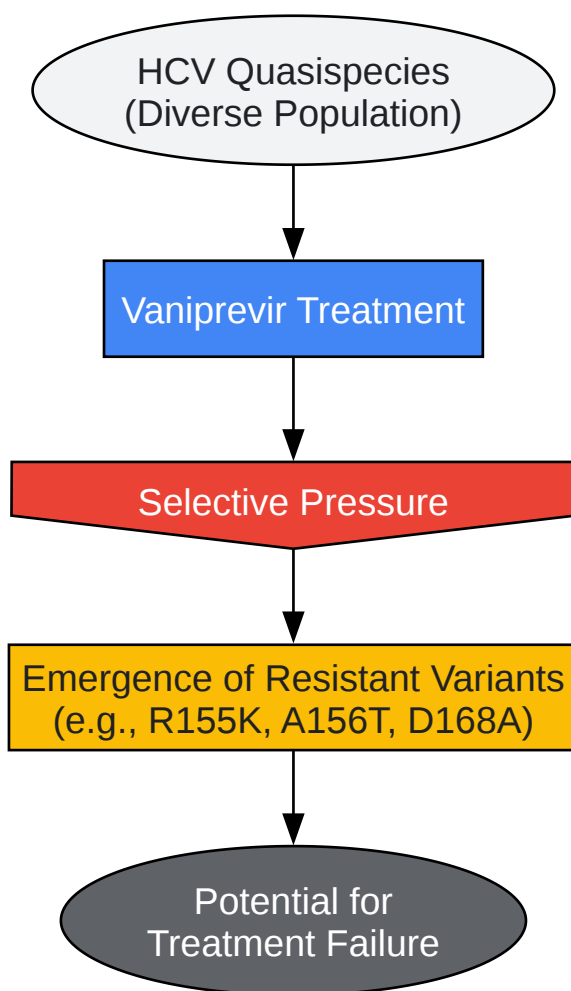 HCV Quasispecies
(Diverse Population)
Vaniprevir Treatment
Selective Pressure
Emergence of Resistant Variants
(e.g., R155K, A156T, D168A)
Potential for
Treatment Failure